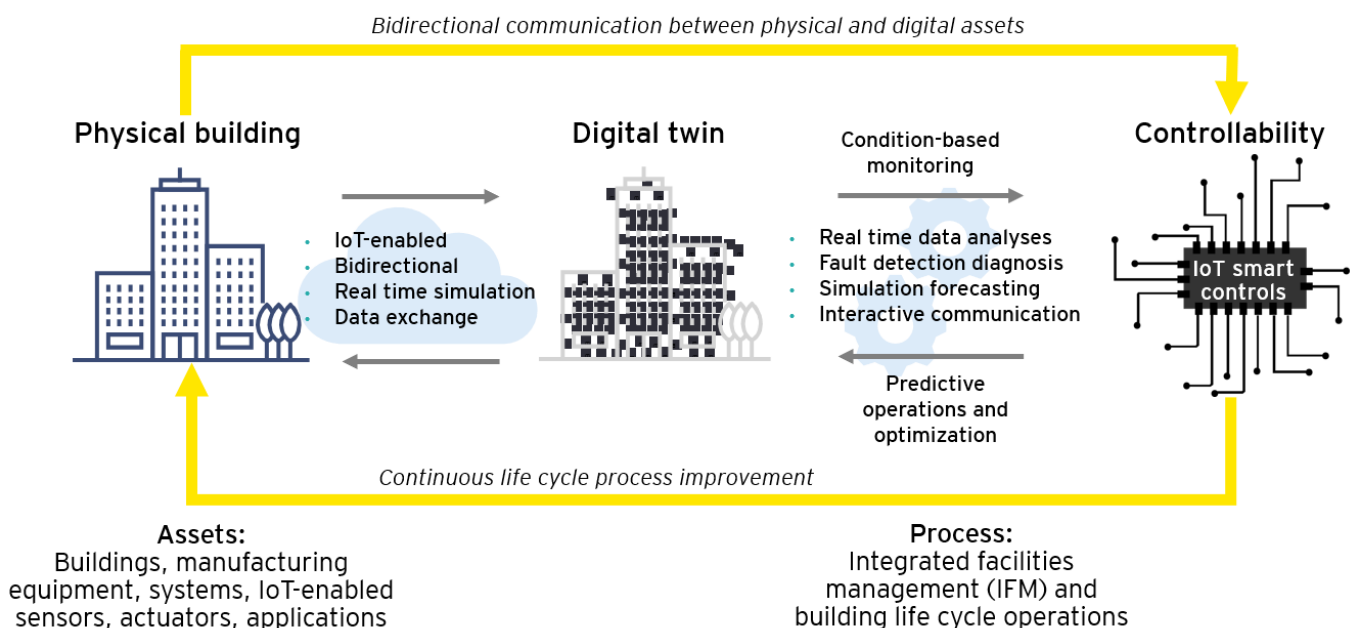 Bidirectional communication between physical and digital assets
Physical building
Digital twin
Controllability
Condition-based
monitoring
IoT-enabled
Bidirectional
Real time simulation
Data exchange
Real time data analyses
Fault detection diagnosis
Simulation forecasting
Interactive communication
IoT smart
controls
Predictive
operations and
optimization
Continuous life cycle process improvement
Assets:
Buildings, manufacturing
equipment, systems, IoT-enabled
sensors, actuators, applications
Process:
Integrated facilities
management (IFM) and
building life cycle operations